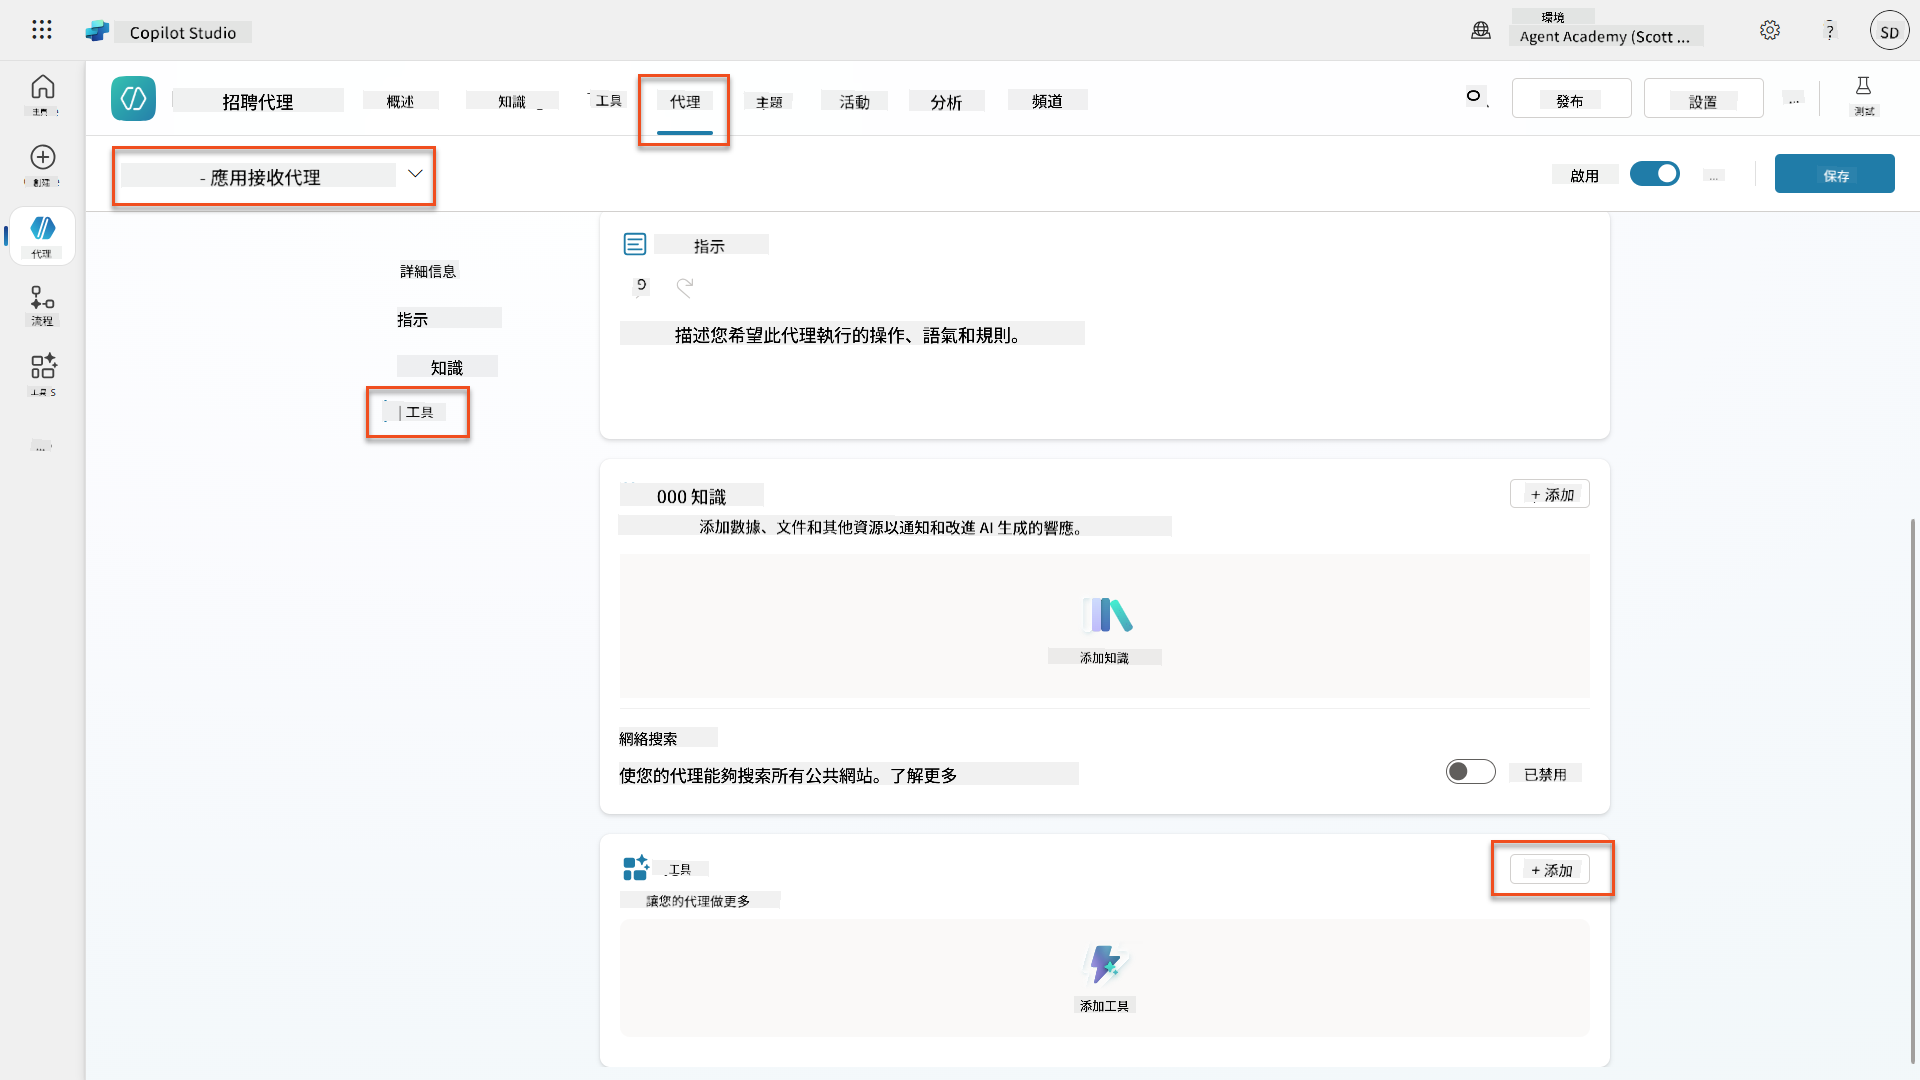 Copilot Studio
環境
Agent Academy (Scott ...
?
SD
招聘代理
概述
知識
工具
代理
主題
活動
分析
頻道
發布
設置
...
測試
- 應用接收代理
啟用
...
保存
主頁
創建
代理
流程
工具 S
...
詳細信息
指示
知識
工具
指示
描述您希望此代理執行的操作、語氣和規則。
000 知識
+ 添加
添加數據、文件和其他資源以通知和改進 AI 生成的響應。
添加知識
網絡搜索
使您的代理能夠搜索所有公共網站。了解更多
已禁用
工具
+ 添加
讓您的代理做更多
添加工具